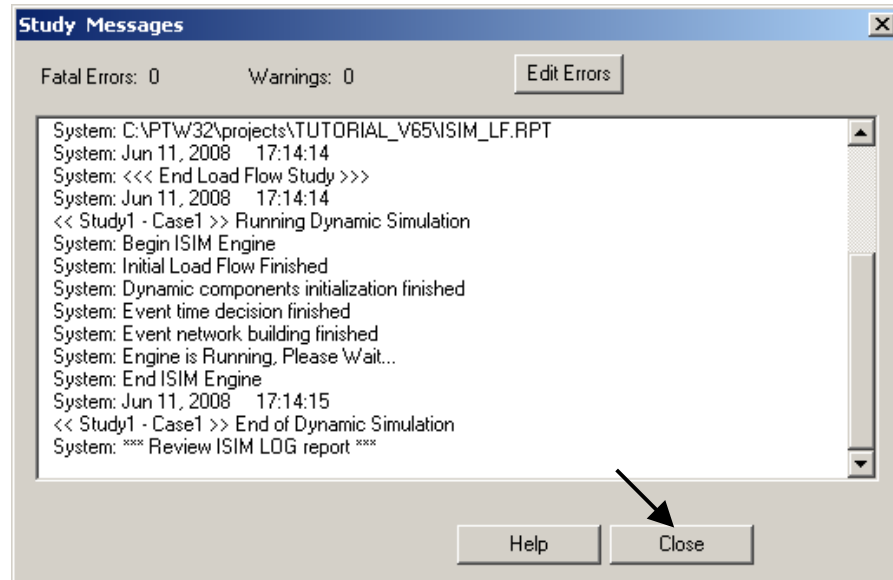 Study Messages
Fatal Errors: 0 Warnings: 0 Edit Errors
System: C:\PTW32\projects\TUTORIAL_V65\ISIM_LF.RPT
System: Jun 11, 2008 17:14:14
System: <<< End Load Flow Study >>>
System: Jun 11, 2008 17:14:14
<< Study1 - Case1 >> Running Dynamic Simulation
System: Begin ISIM Engine
System: Initial Load Flow Finished
System: Dynamic components initialization finished
System: Event time decision finished
System: Event network building finished
System: Engine is Running, Please Wait...
System: End ISIM Engine
System: Jun 11, 2008 17:14:15
<< Study1 - Case1 >> End of Dynamic Simulation
System: *** Review ISIM LOG report ***
Help Close